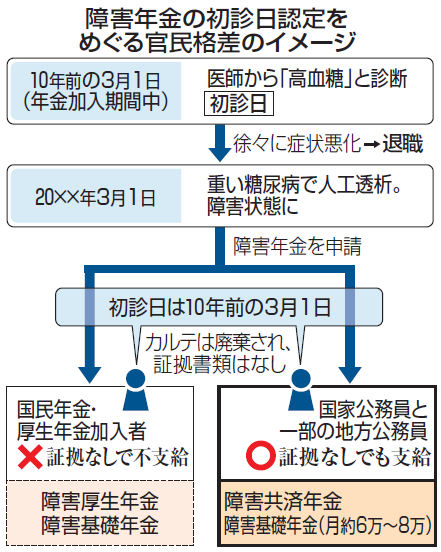 障害年金の初診日認定を
めぐる官民格差のイメージ
10年前の3月1日
(年金加入期間中)
医師から「高血糖」と診断
初診日
徐々に症状悪化➡退職
20××年3月1日
重い糖尿病で人工透析。
障害状態に
障害年金を申請
初診日は10年前の3月1日
カルテは廃棄され、
証拠書類はなし
国民年金・
厚生年金加入者
×証拠なしで不支給
障害厚生年金
障害基礎年金
国家公務員と
一部の地方公務員
○証拠なしでも支給
障害共済年金
障害基礎年金(月約6万〜8万)